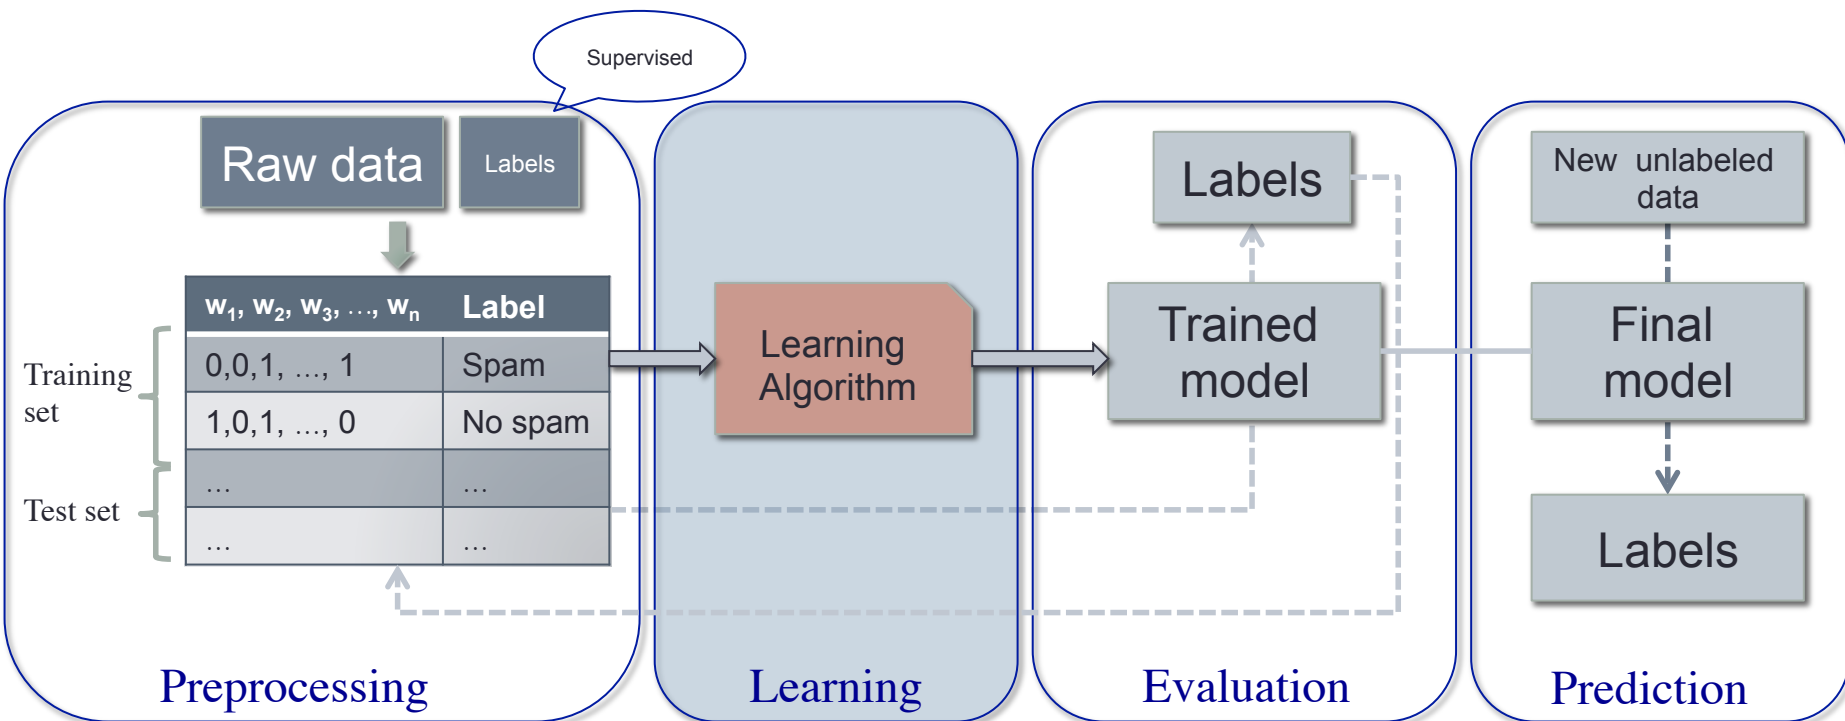 Supervised
Raw data
Labels
w1, w2, w3, …, wn Label
Training
set
0,0,1, …, 1 Spam
1,0,1, …, 0 No spam
Test set
… …
… …
Preprocessing
Learning
Algorithm
Learning
Labels
Trained
model
Evaluation
New unlabeled
data
Final
model
Labels
Prediction